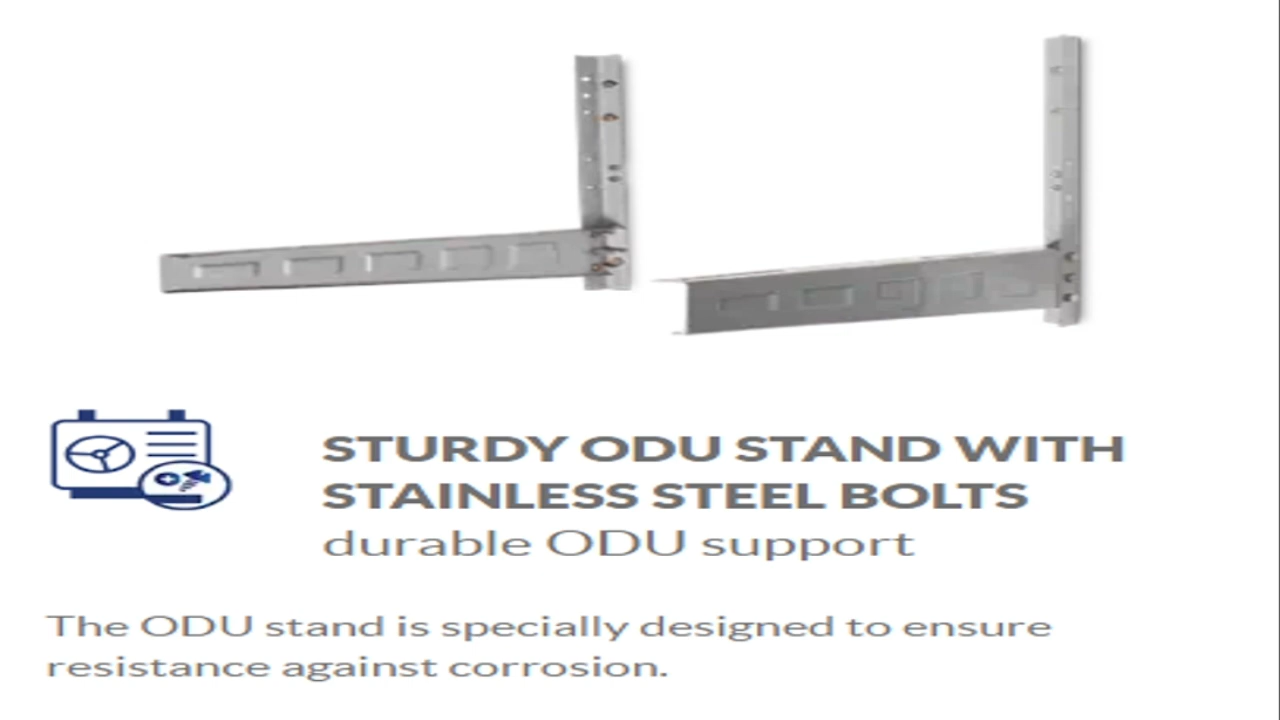 STURDY ODU STAND WITH
STAINLESS STEEL BOLTS
durable ODU support
The ODU stand is specially designed to ensure
resistance against corrosion.